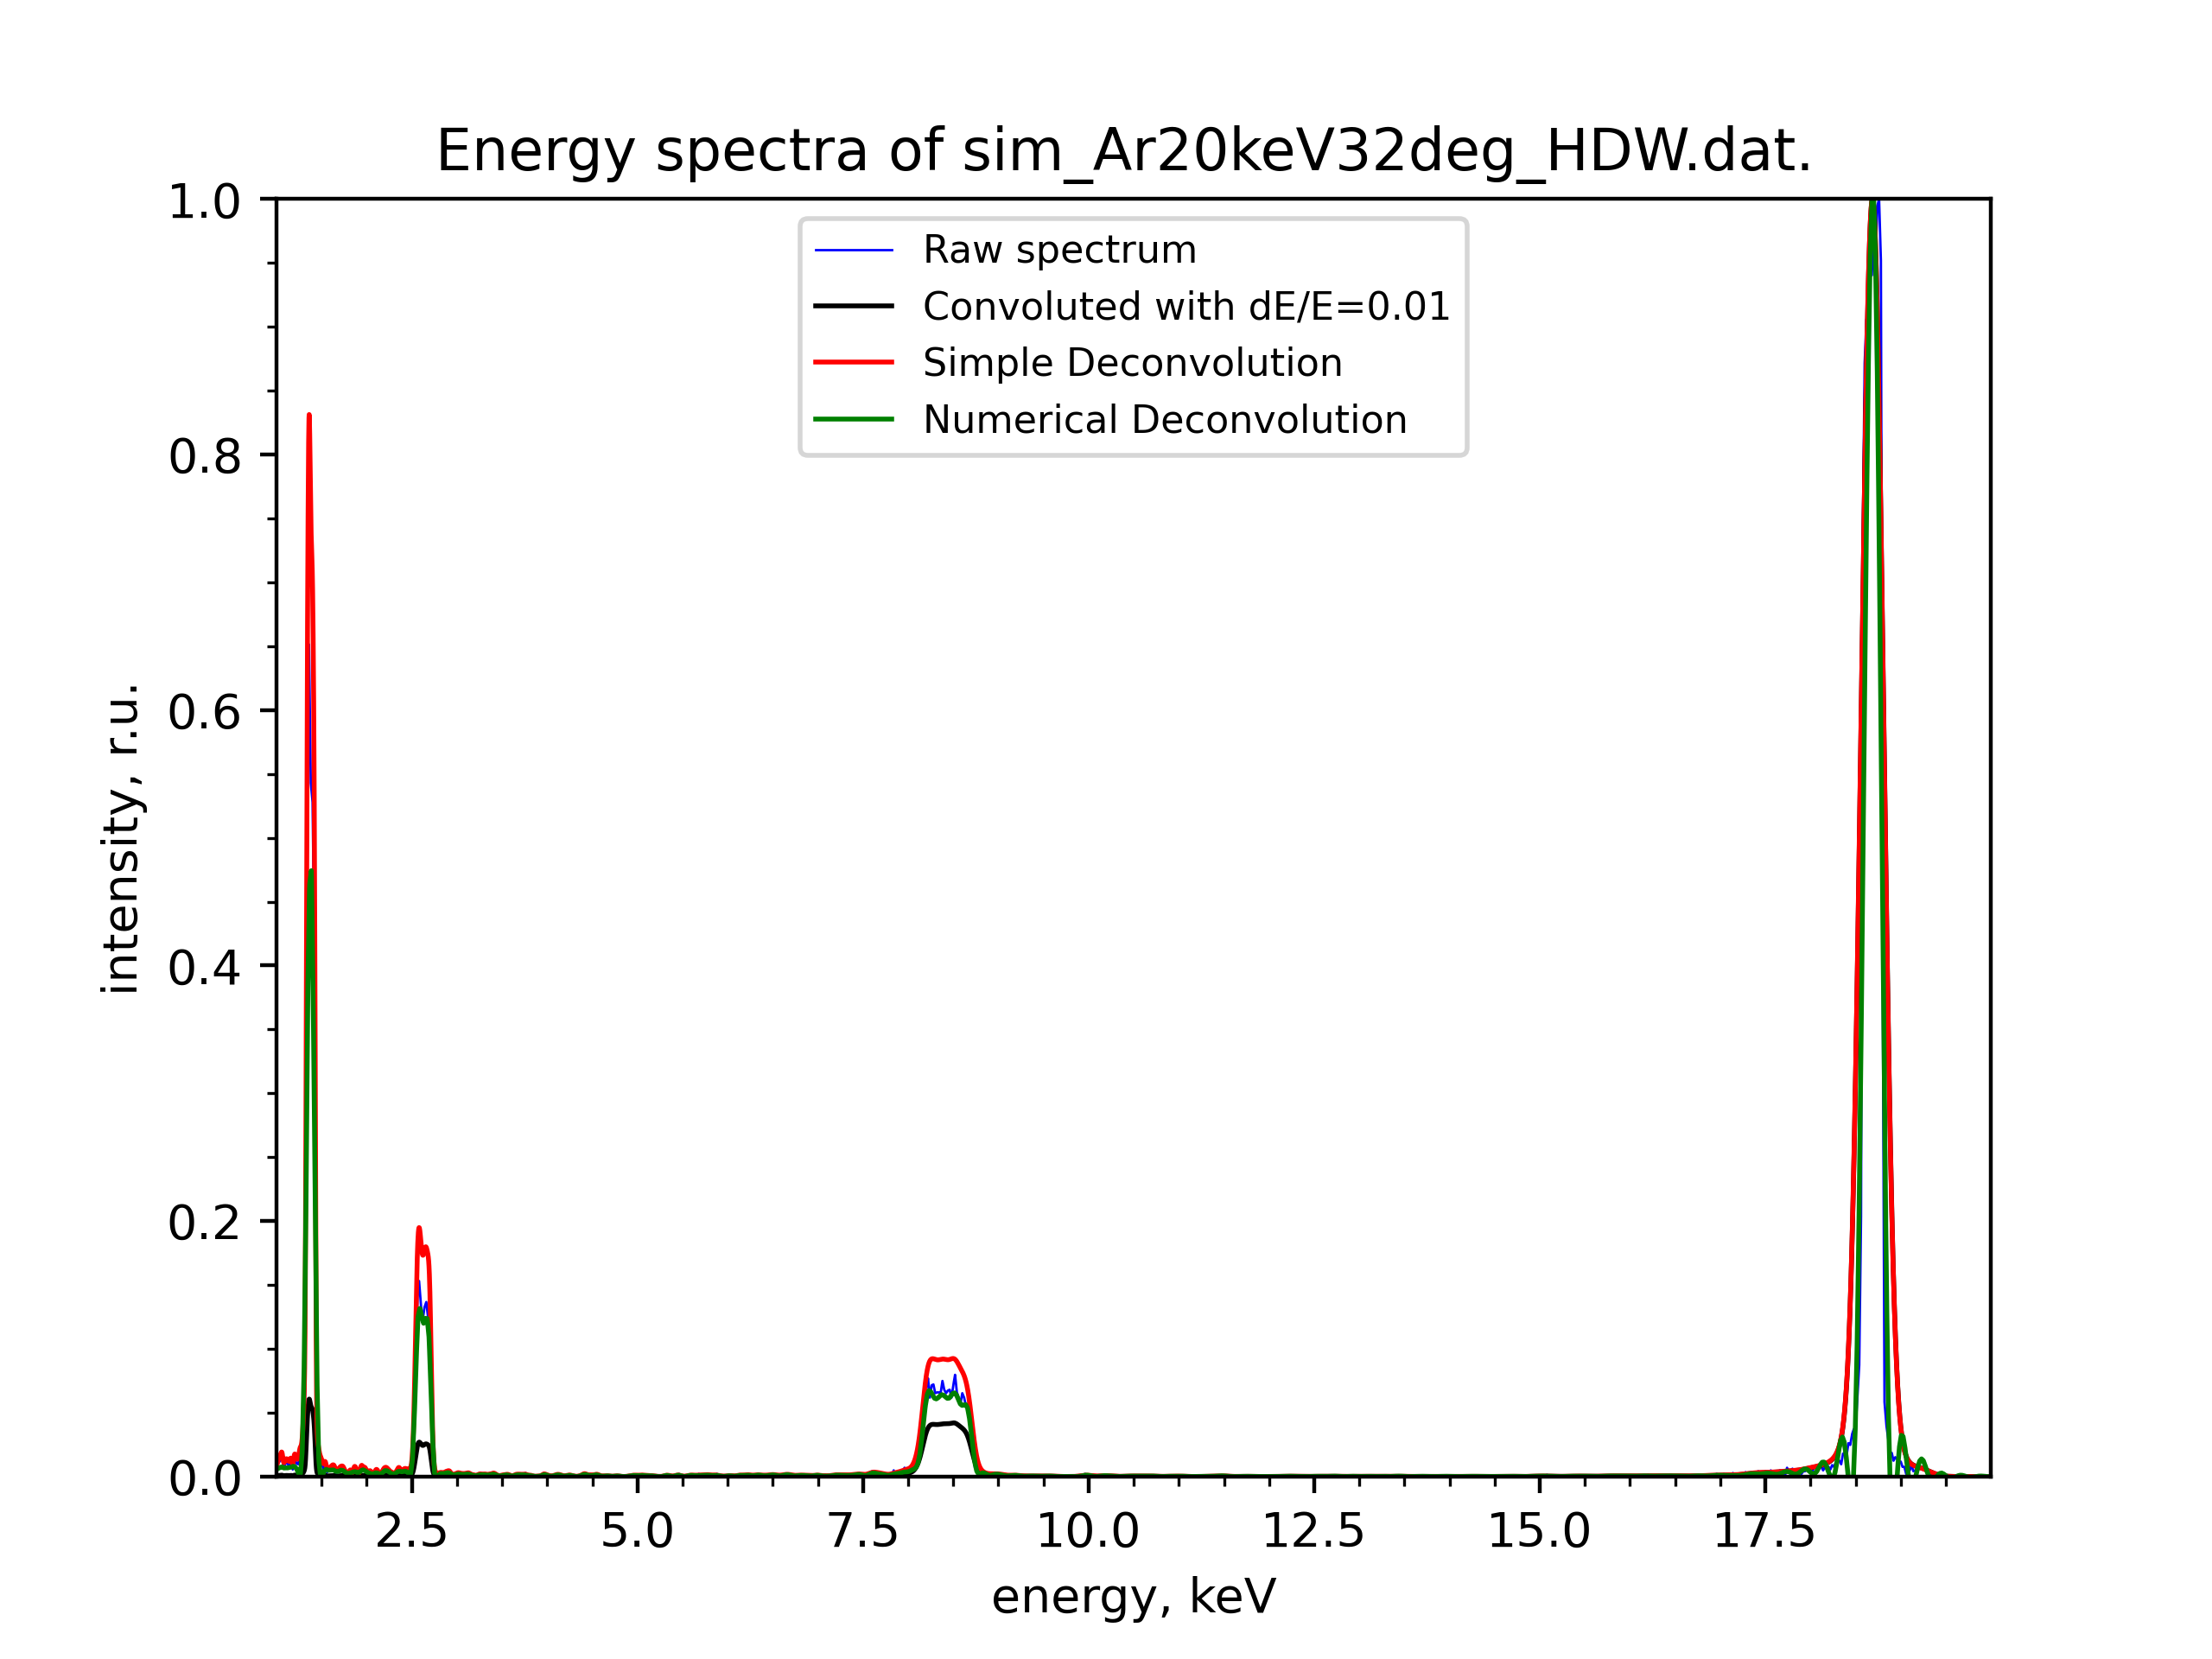 Energy spectra of sim_Ar20keV32deg_HDW.dat.
Raw spectrum
Convoluted with dE/E=0.01
Simple Deconvolution
Numerical Deconvolution
1.0
0.8
0.6
0.4
0.2
0.0
intensity, r.u.
2.5 5.0 7.5 10.0 12.5 15.0 17.5
energy, keV